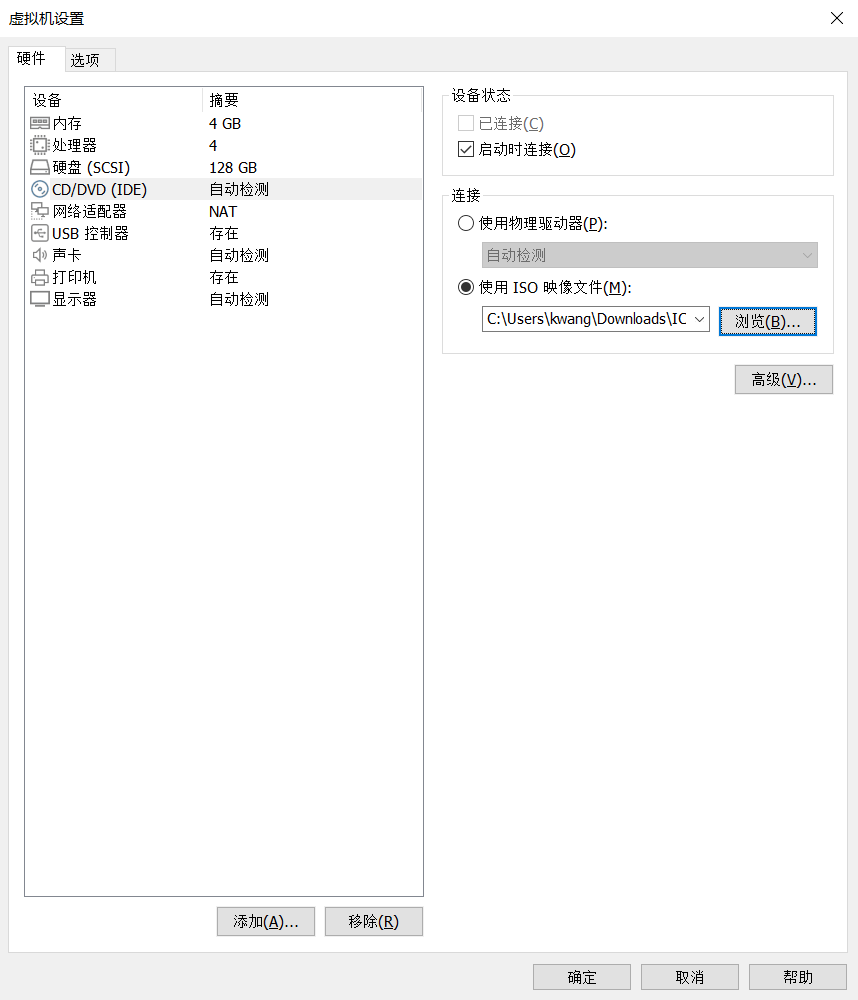 虚拟机设置
硬件 选项
设备 摘要
内存 4 GB
处理器 4
硬盘 (SCSI) 128 GB
CD/DVD (IDE) 自动检测
网络适配器 NAT
USB 控制器 存在
声卡 自动检测
打印机 存在
显示器 自动检测
添加(A)... 移除(R)
设备状态
已连接(C)
启动时连接(O)
连接
使用物理驱动器(P):
自动检测
使用 ISO 映像文件(M):
C:\Users\kwang\Downloads\IC 浏览(B)...
高级(V)...
确定 取消 帮助